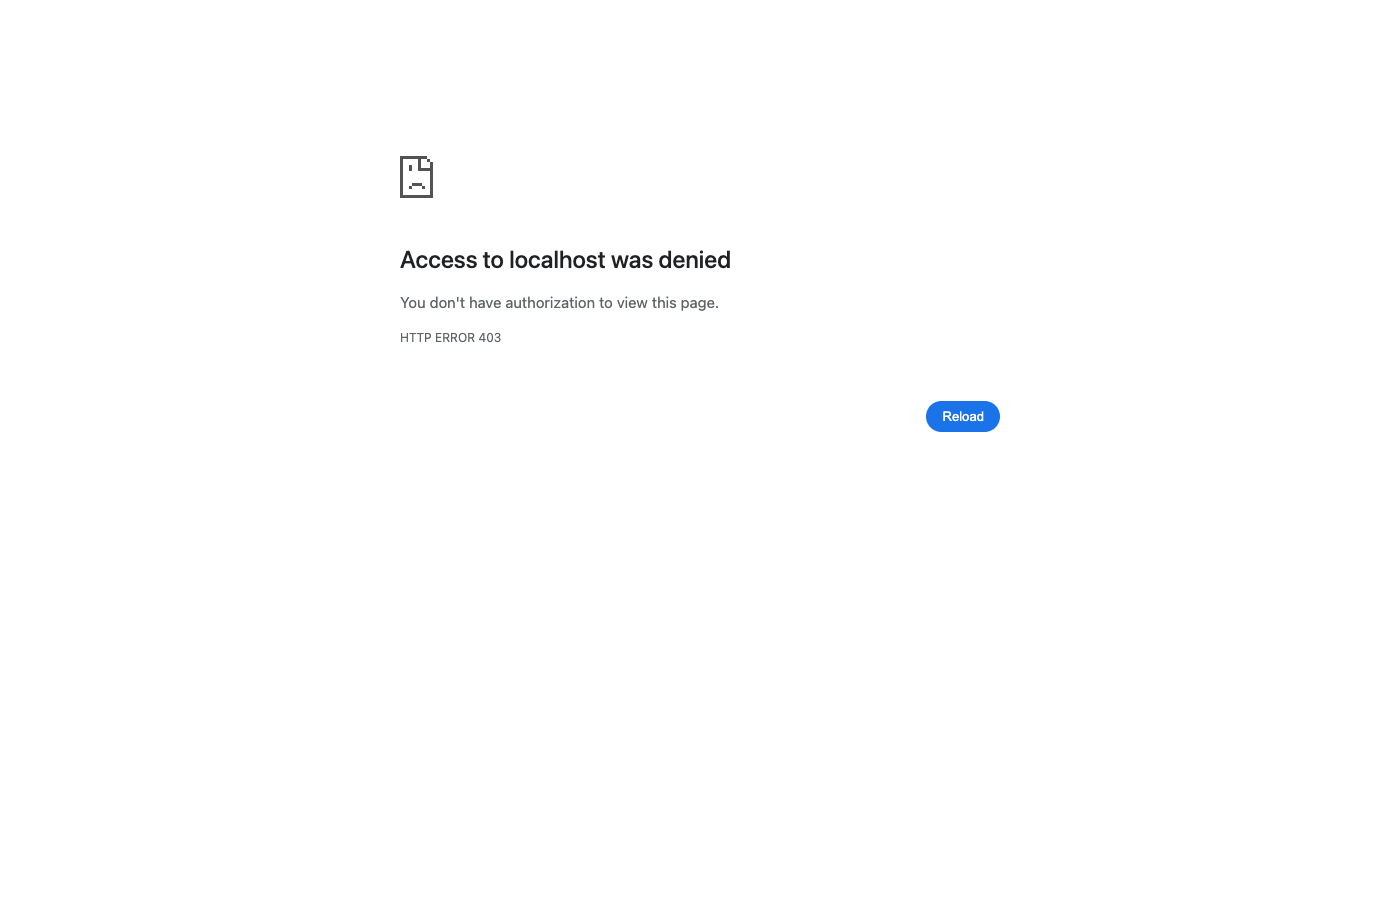 Access to localhost was denied
You don't have authorization to view this page.
HTTP ERROR 403
Reload